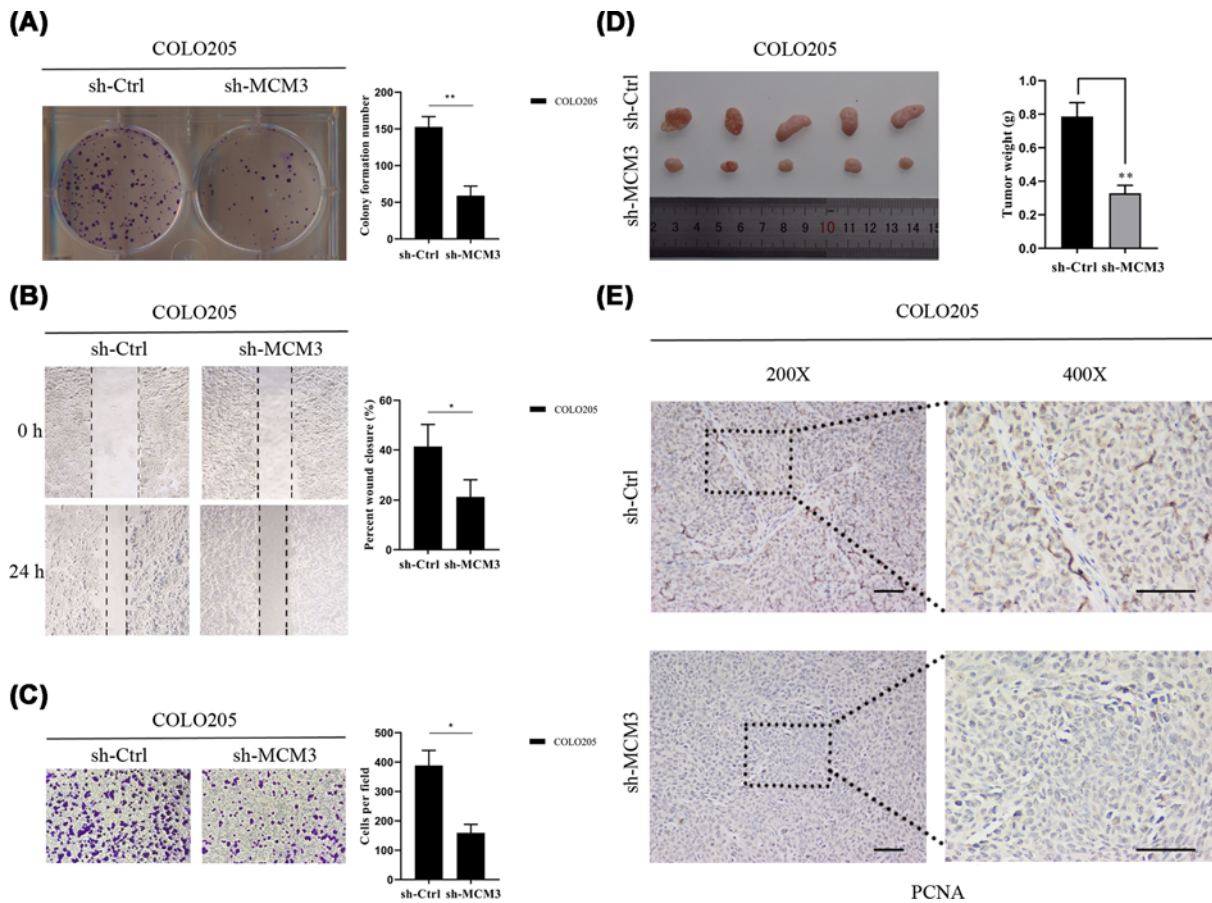 (A)
COLO205
sh-Ctrl sh-MCM3
Colony formation number
200
150
100
50
0
**
sh-Ctrl sh-MCM3
COLO205
(B)
COLO205
sh-Ctrl sh-MCM3
0 h
24 h
Percent wound closure (%)
60
40
20
0
*
sh-Ctrl sh-MCM3
COLO205
(C)
COLO205
sh-Ctrl sh-MCM3
Cells per field
500
400
300
200
100
0
*
sh-Ctrl sh-MCM3
COLO205
(D)
COLO205
sh-Ctrl
sh-MCM3
2 3 4 5 6 7 8 9 10 11 12 13 14 15
Tumor weight (g)
1.0
0.8
0.6
0.4
0.2
0.0
**
sh-Ctrl sh-MCM3
(E)
COLO205
200X 400X
sh-Ctrl
sh-MCM3
PCNA